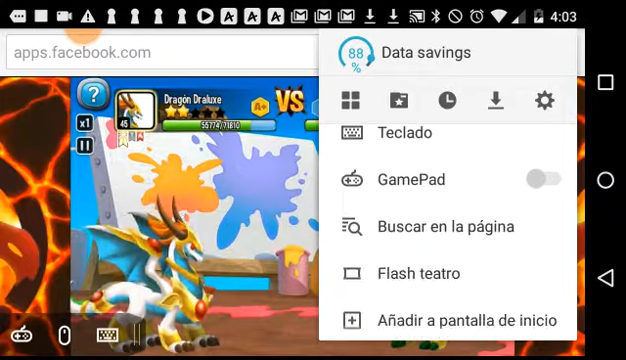 4:03
apps.facebook.com
88
%
Data savings
?
Dragón Draluxe
A+
VS
x1
45
55774/71810
Teclado
GamePad
Buscar en la página
Flash teatro
Añadir a pantalla de inicio